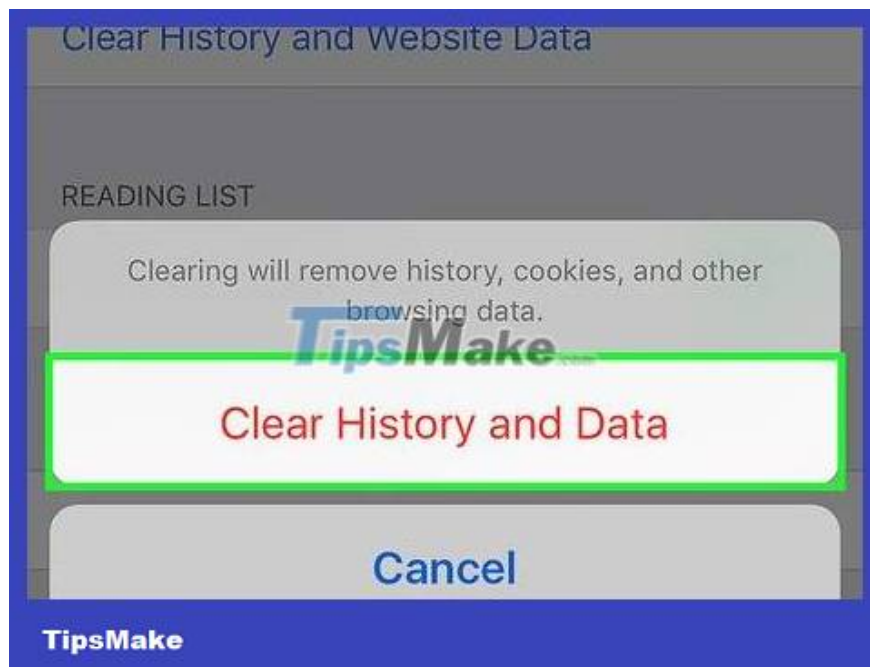 Clear History and Website Data
READING LIST
Clearing will remove history, cookies, and other
browsing data.
TipsMake.com
Clear History and Data
Cancel
TipsMake